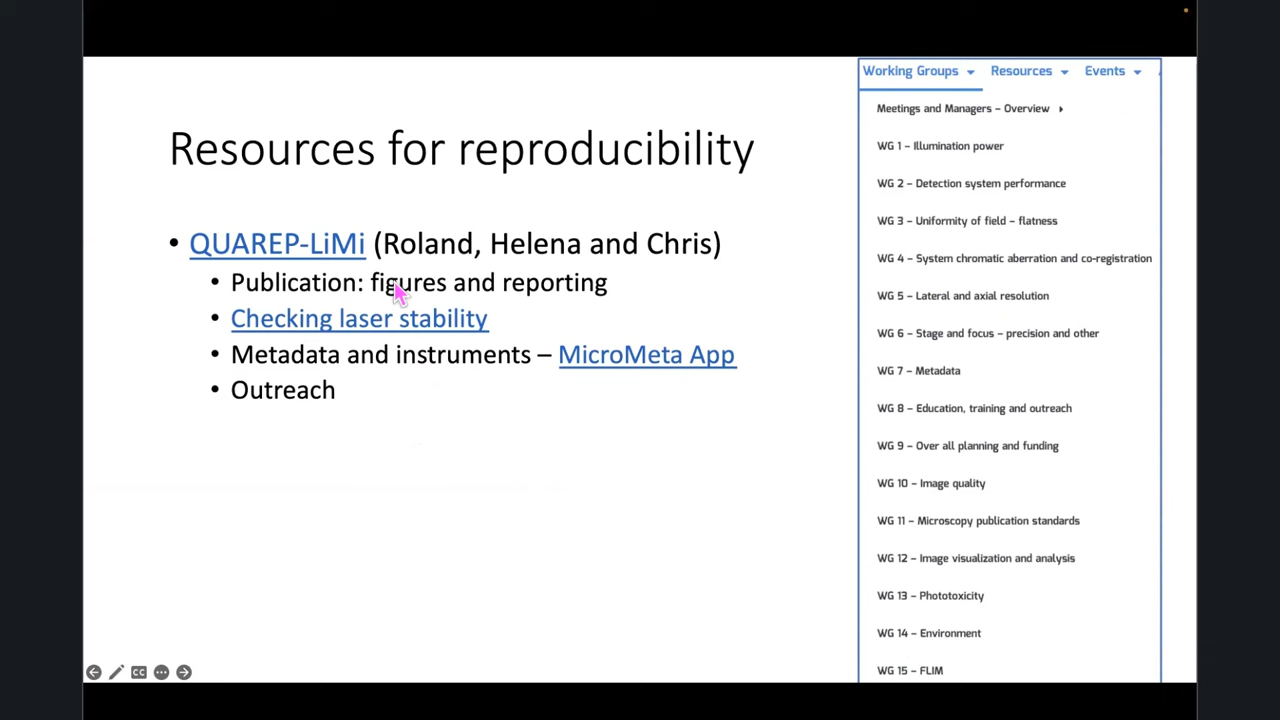 Resources for reproducibility
• QUAREP-LiMi (Roland, Helena and Chris)
• Publication: figures and reporting
• Checking laser stability
• Metadata and instruments – MicroMeta App
• Outreach
Working Groups Resources Events
Meetings and Managers – Overview
WG 1 – Illumination power
WG 2 – Detection system performance
WG 3 – Uniformity of field – flatness
WG 4 – System chromatic aberration and co-registration
WG 5 – Lateral and axial resolution
WG 6 – Stage and focus – precision and other
WG 7 – Metadata
WG 8 – Education, training and outreach
WG 9 – Over all planning and funding
WG 10 – Image quality
WG 11 – Microscopy publication standards
WG 12 – Image visualization and analysis
WG 13 – Phototoxicity
WG 14 – Environment
WG 15 – FLIM
CC